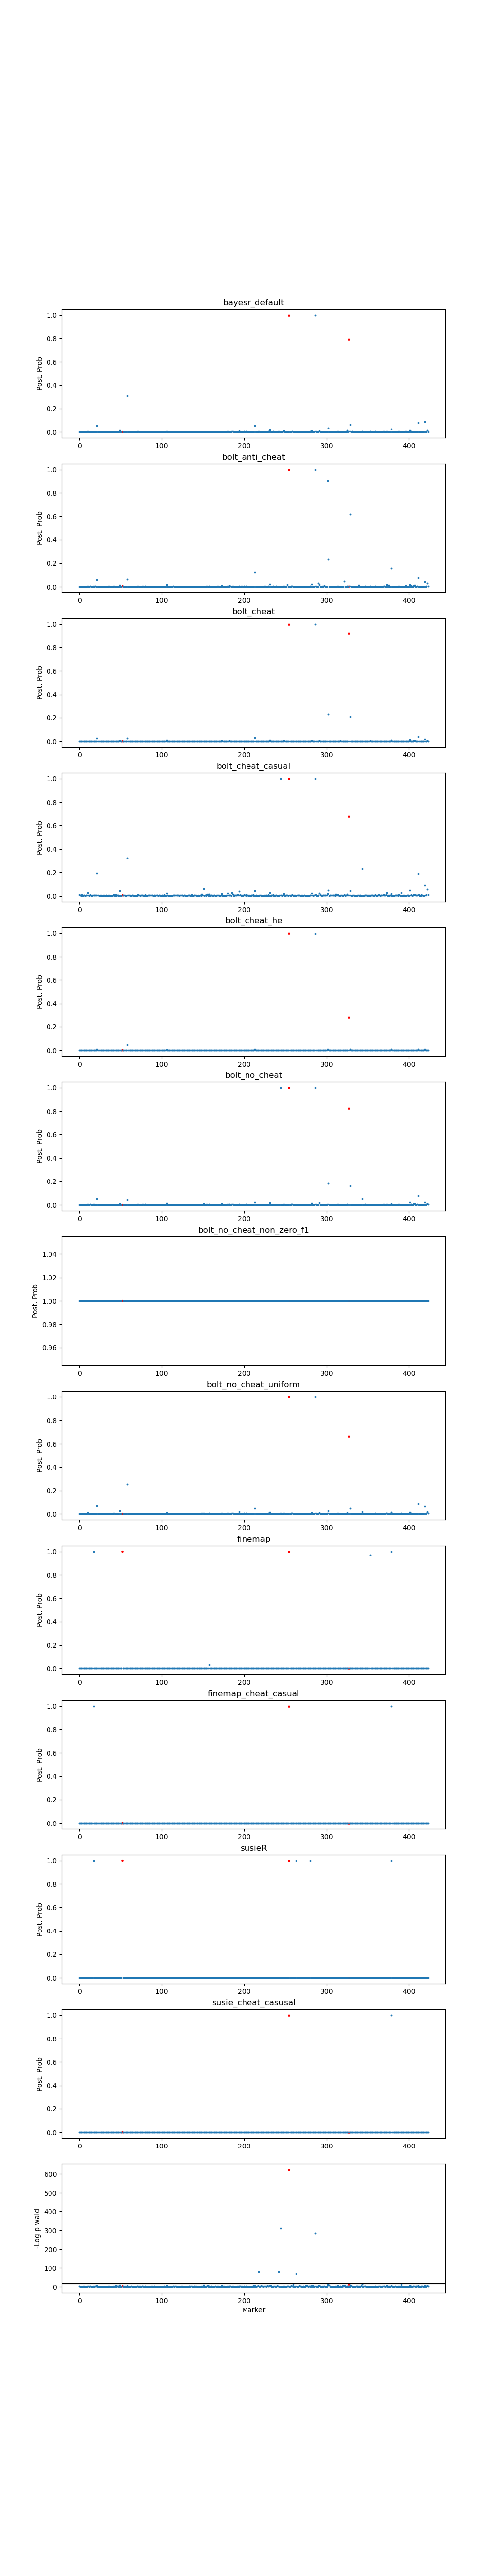 bayesr_default
1.0
0.8
0.6
0.4
0.2
0.0
Post. Prob
0 100 200 300 400
bolt_anti_cheat
1.0
0.8
0.6
0.4
0.2
0.0
Post. Prob
0 100 200 300 400
bolt_cheat
1.0
0.8
0.6
0.4
0.2
0.0
Post. Prob
0 100 200 300 400
bolt_cheat_casual
1.0
0.8
0.6
0.4
0.2
0.0
Post. Prob
0 100 200 300 400
bolt_cheat_he
1.0
0.8
0.6
0.4
0.2
0.0
Post. Prob
0 100 200 300 400
bolt_no_cheat
1.0
0.8
0.6
0.4
0.2
0.0
Post. Prob
0 100 200 300 400
bolt_no_cheat_non_zero_f1
1.04
1.02
1.00
0.98
0.96
Post. Prob
0 100 200 300 400
bolt_no_cheat_uniform
1.0
0.8
0.6
0.4
0.2
0.0
Post. Prob
0 100 200 300 400
finemap
1.0
0.8
0.6
0.4
0.2
0.0
Post. Prob
0 100 200 300 400
finemap_cheat_casual
1.0
0.8
0.6
0.4
0.2
0.0
Post. Prob
0 100 200 300 400
susieR
1.0
0.8
0.6
0.4
0.2
0.0
Post. Prob
0 100 200 300 400
susie_cheat_casusal
1.0
0.8
0.6
0.4
0.2
0.0
Post. Prob
0 100 200 300 400
600
500
400
300
200
100
0
-Log p wald
0 100 200 300 400
Marker